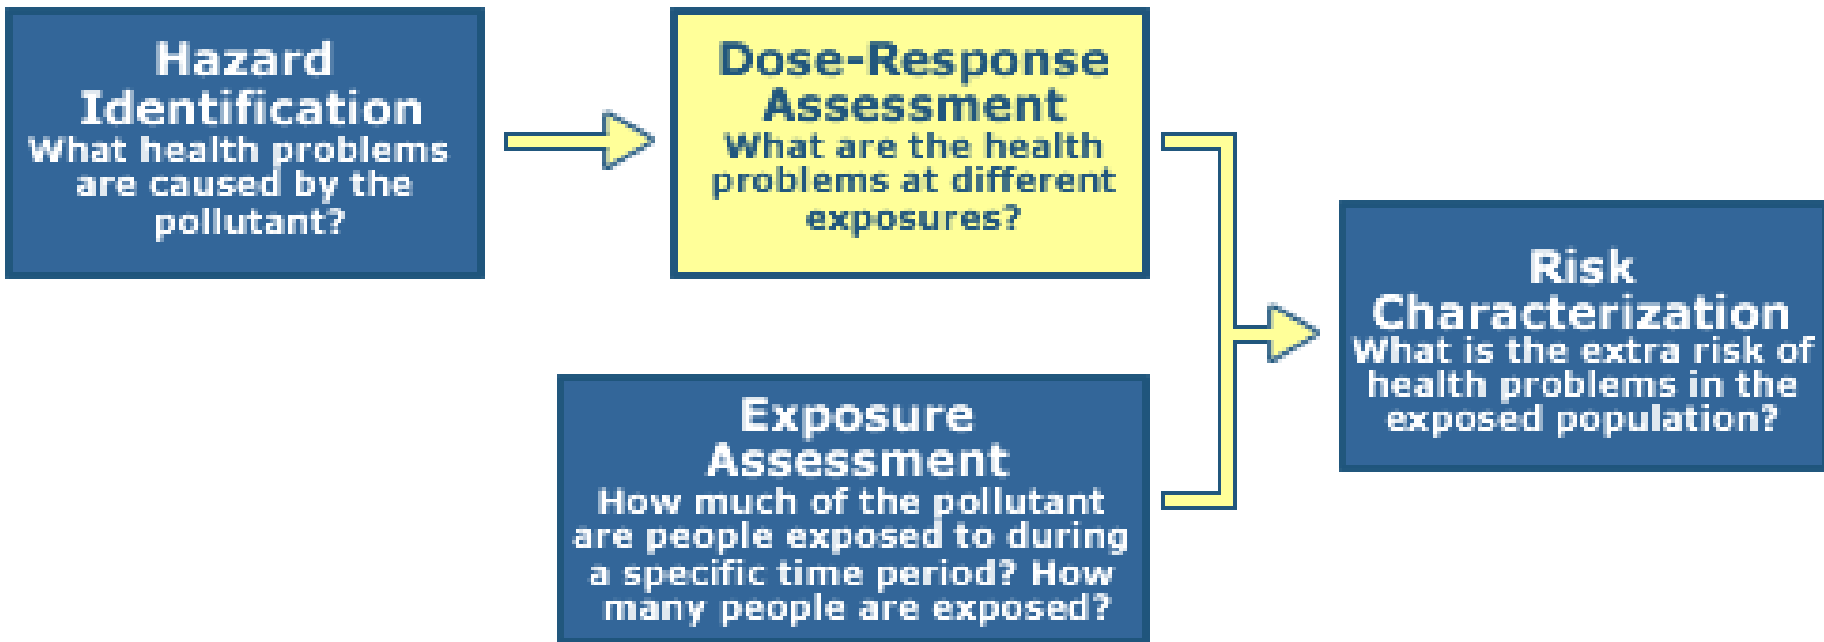 Hazard
Identification
What health problems
are caused by the
pollutant?
Dose-Response
Assessment
What are the health
problems at different
exposures?
Exposure
Assessment
How much of the pollutant
are people exposed to during
a specific time period? How
many people are exposed?
Risk
Characterization
What is the extra risk of
health problems in the
exposed population?